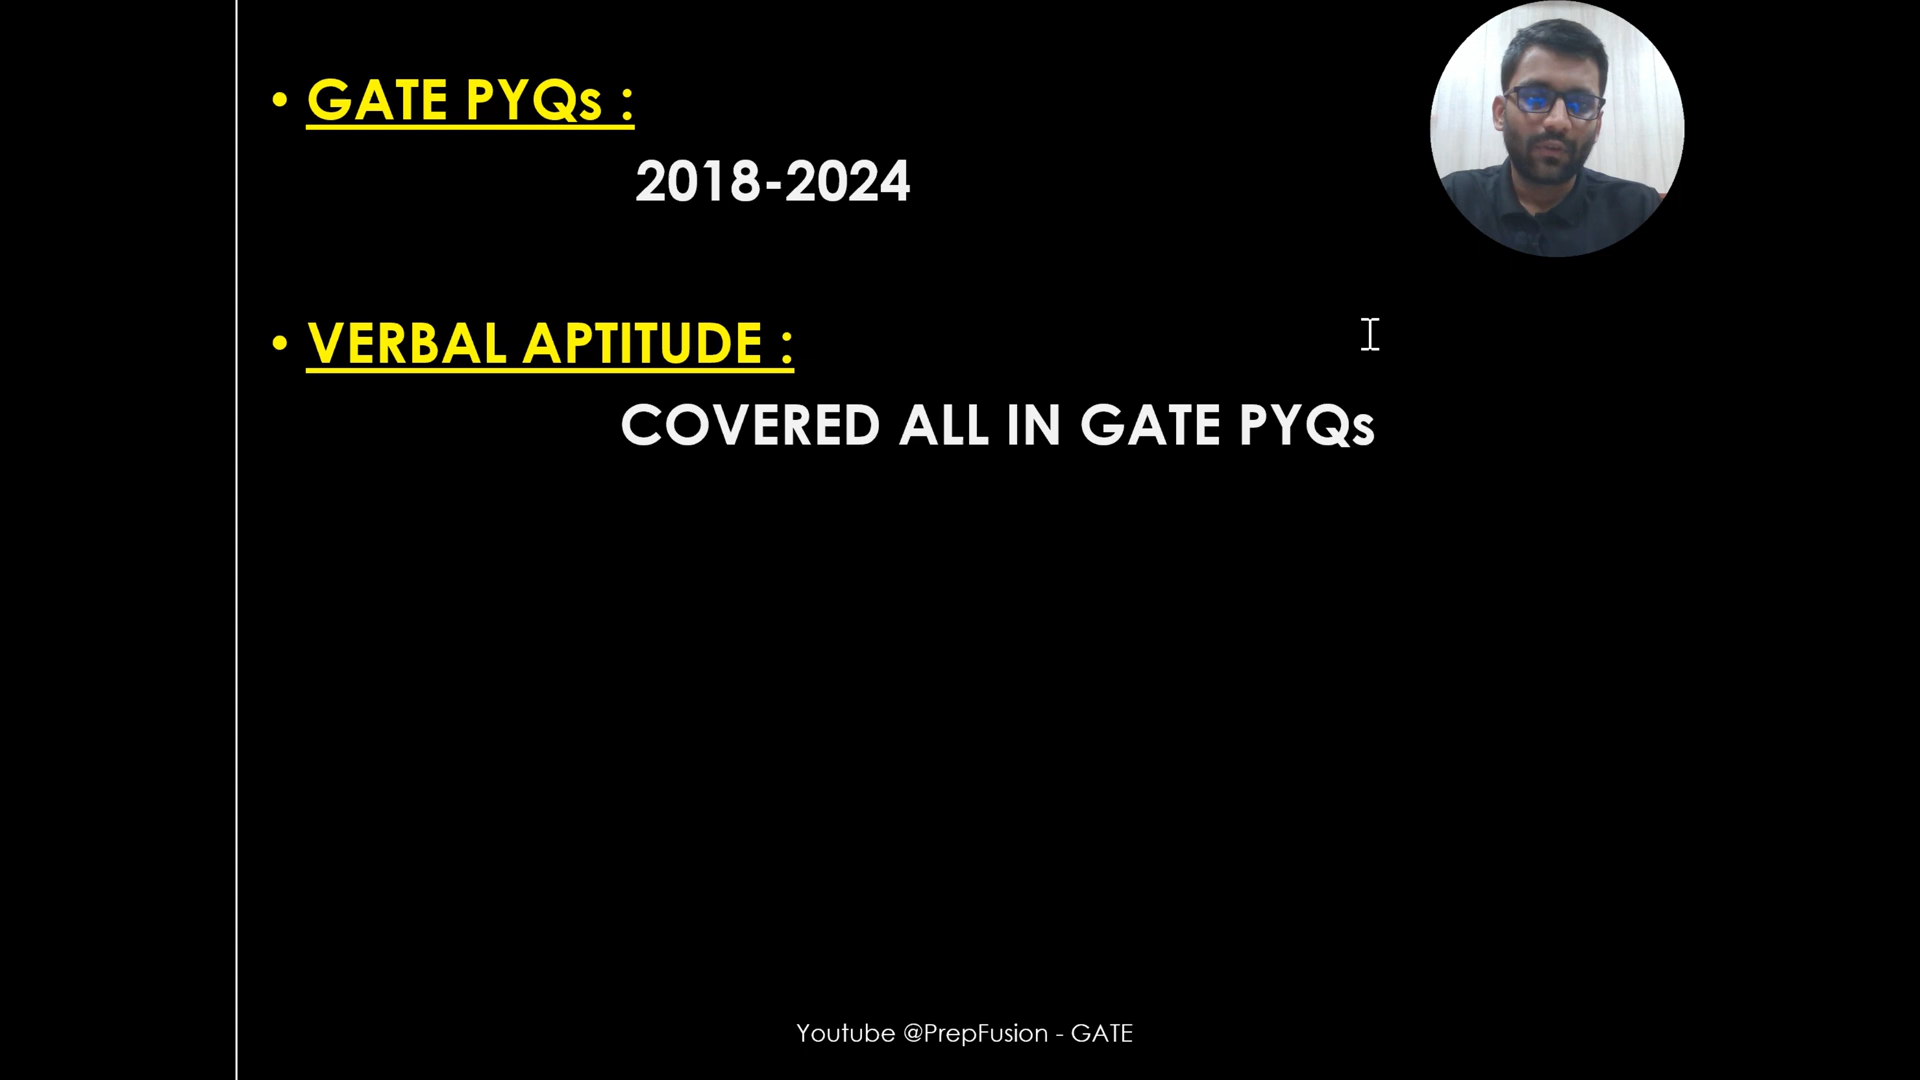 • GATE PYQs :
2018-2024
• VERBAL APTITUDE :
COVERED ALL IN GATE PYQs
Youtube @PrepFusion - GATE